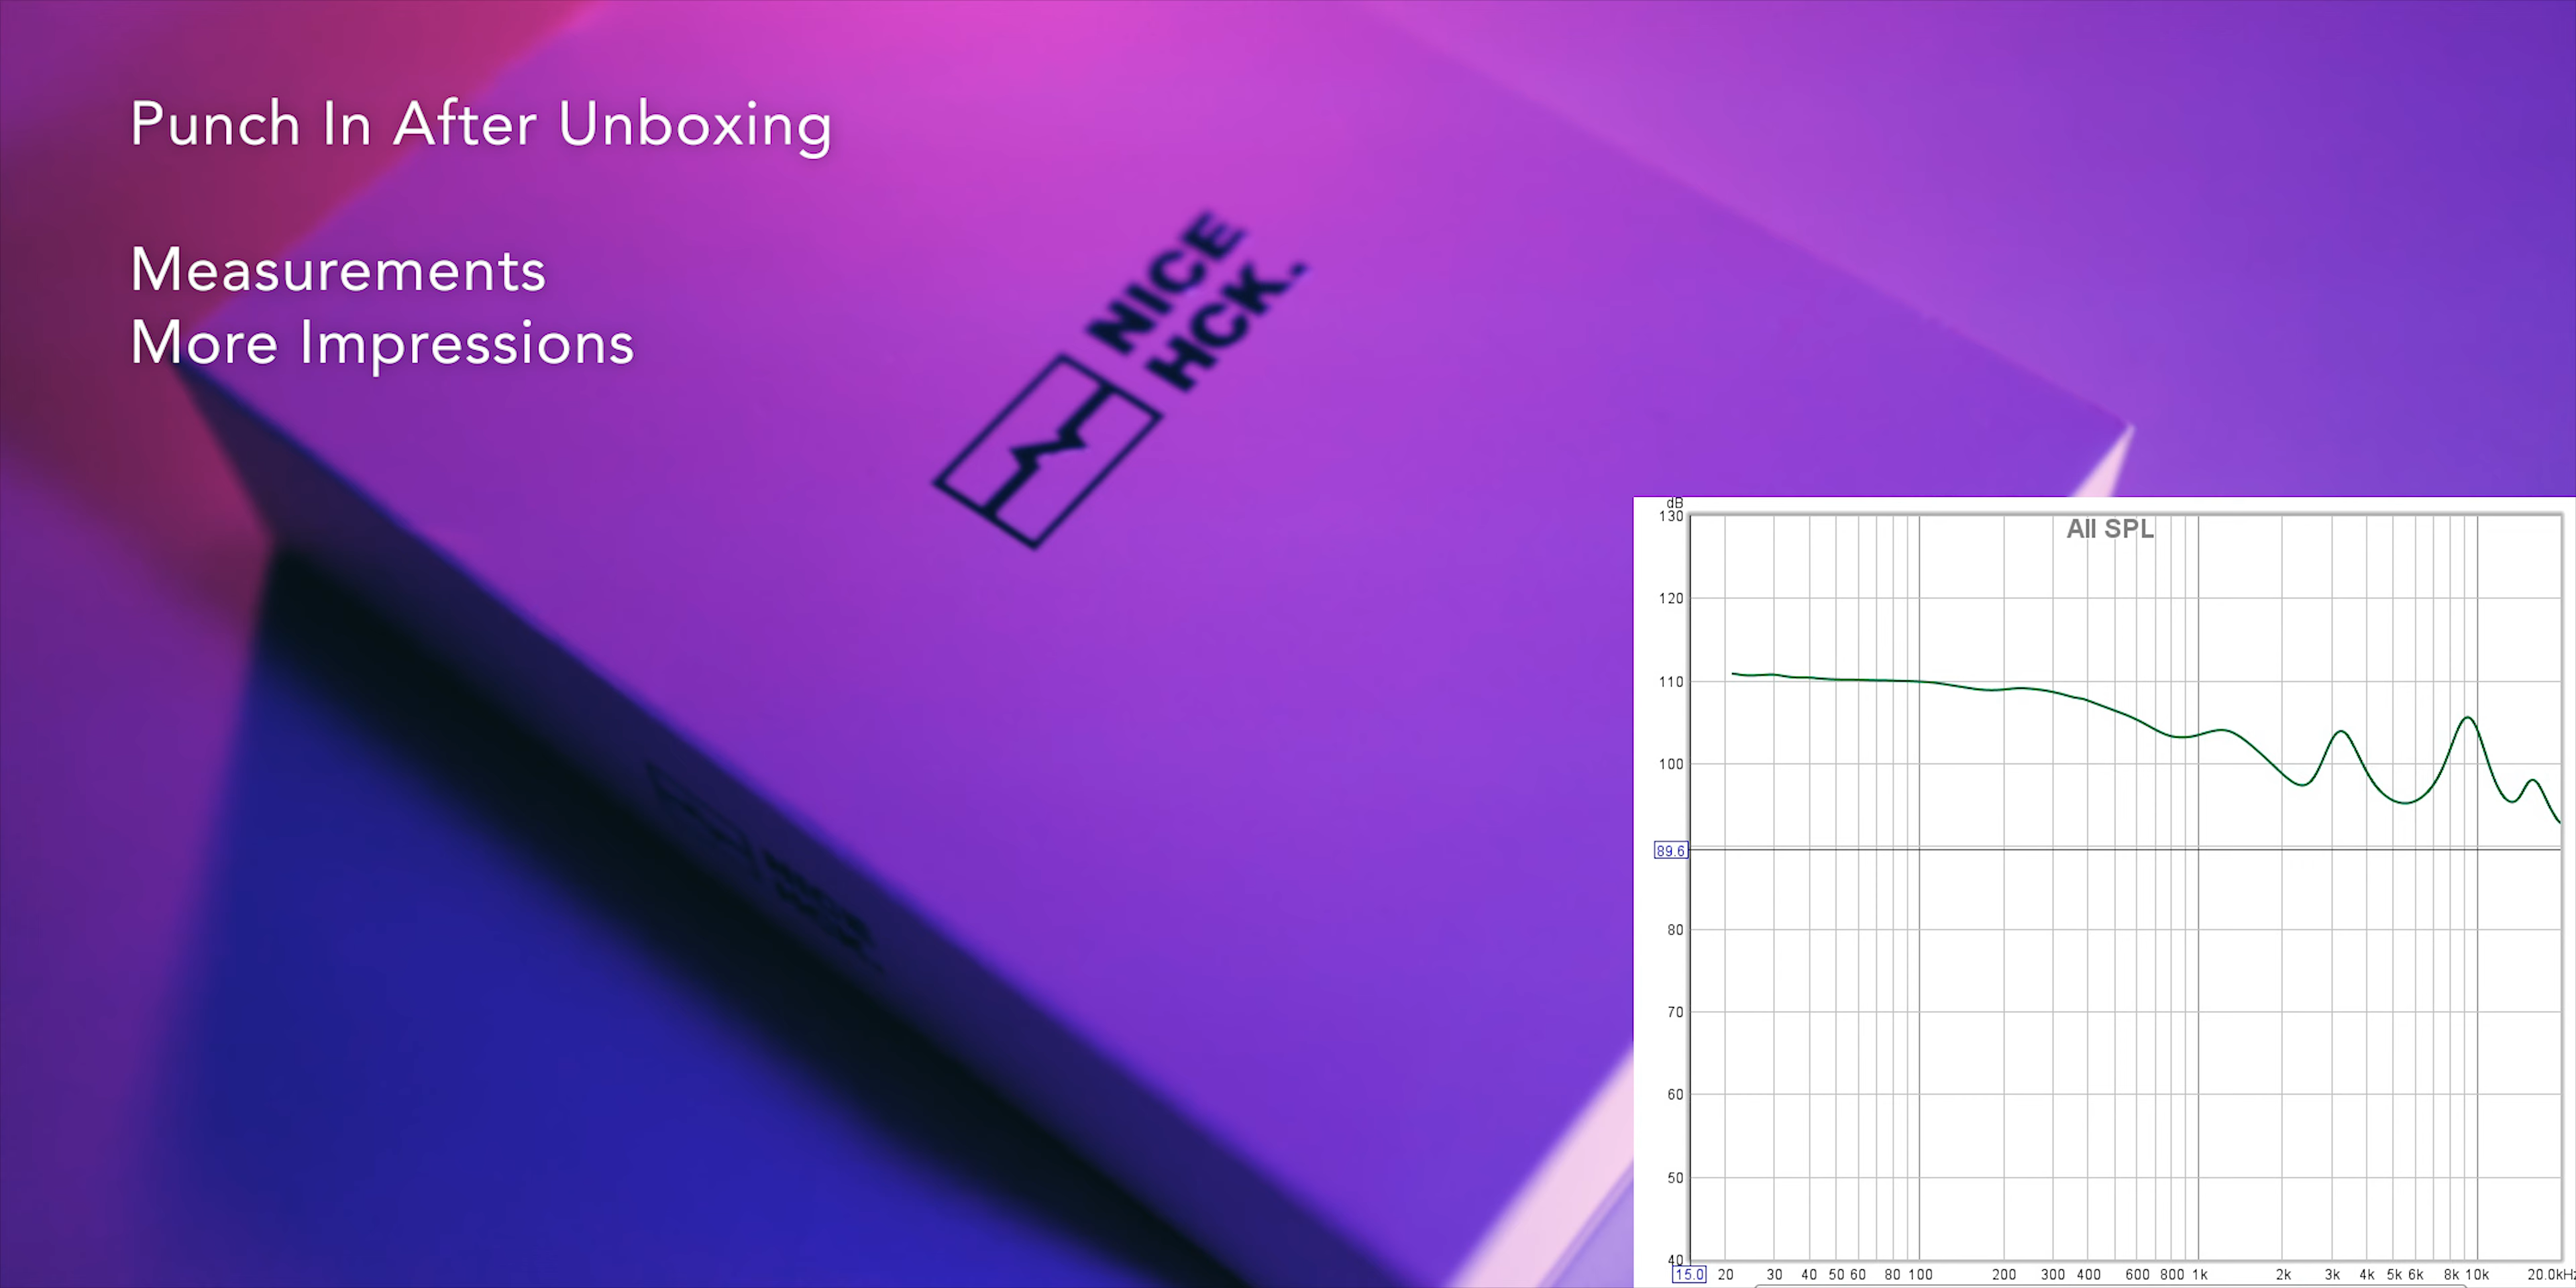 Punch In After Unboxing
Measurements
More Impressions
NICE
HCK.
dB
All SPL
130
120
110
100
89.6
80
70
60
50
40
15.0 20 30 40 50 60 80 100 200 300 400 600 800 1k 2k 3k 4k 5k 6k 8k 10k 20.0kHz